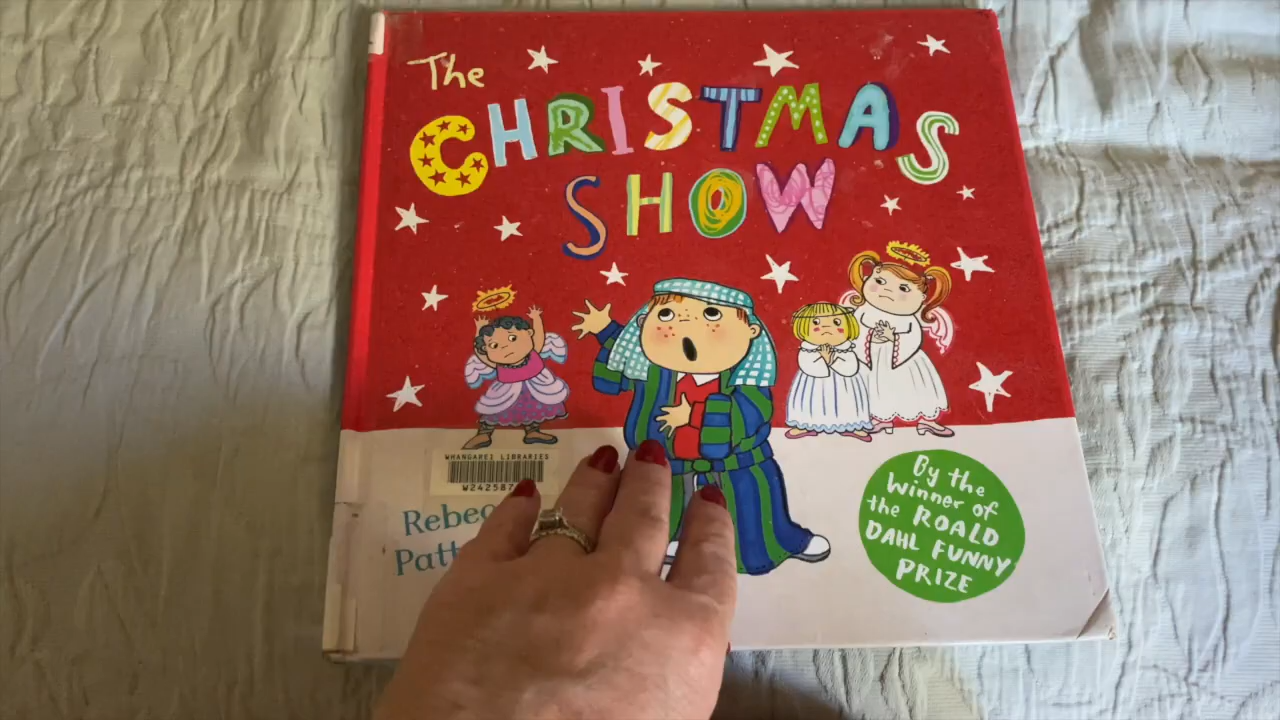 The
CHRISTMAS
SHOW
WHANGAREI LIBRARIES
By the
Winner of
the ROALD
DAHL FUNNY
PRIZE